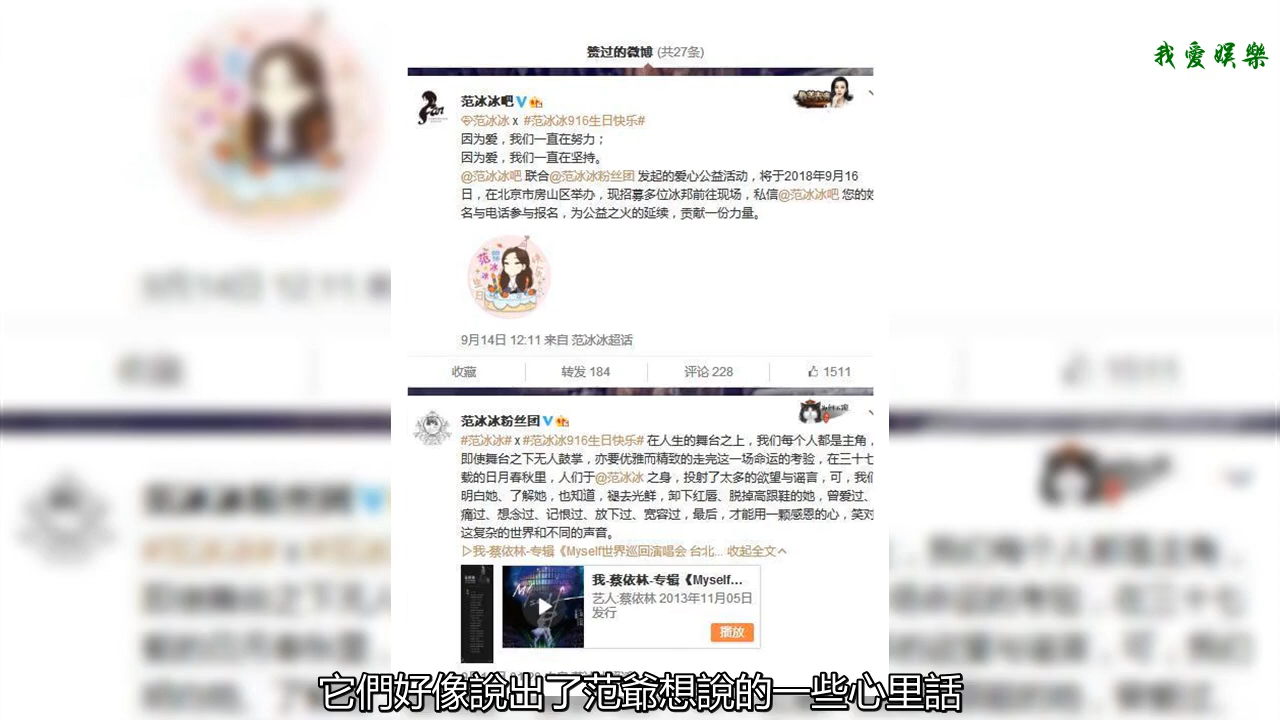 我愛娱樂
赞过的微博 (共27条)
范冰冰吧
范冰冰 x #范冰冰916生日快乐#
因为爱，我们一直在努力；
因为爱，我们一直在坚持。
@范冰冰吧 联合@范冰冰粉丝团 发起的爱心公益活动，将于2018年9月16
日，在北京市房山区举办，现招募多位冰邦前往现场，私信@范冰冰吧 您的姓
名与电话参与报名，为公益之火的延续，贡献一份力量。
9月14日 12:11 来自 范冰冰超话
收藏 转发 184 评论 228 1511
范冰冰粉丝团
#范冰冰# x #范冰冰916生日快乐# 在人生的舞台之上，我们每个人都是主角，
即使舞台之下无人鼓掌，亦要优雅而精致的走完这一场命运的考验，在三十七
载的日月春秋里，人们于@范冰冰 之身，投射了太多的欲望与谣言，可，我们
明白她、了解她，也知道，褪去光鲜，卸下红唇、脱掉高跟鞋的她，曾爱过、
痛过、想念过、记恨过、放下过、宽容过，最后，才能用一颗感恩的心，笑对
这复杂的世界和不同的声音。
▷我-蔡依林-专辑《Myself世界巡回演唱会 台北... 收起全文
我-蔡依林-专辑《Myself...
艺人:蔡依林 2013年11月05日
发行
播放
它們好像說出了范爺想說的一些心里話